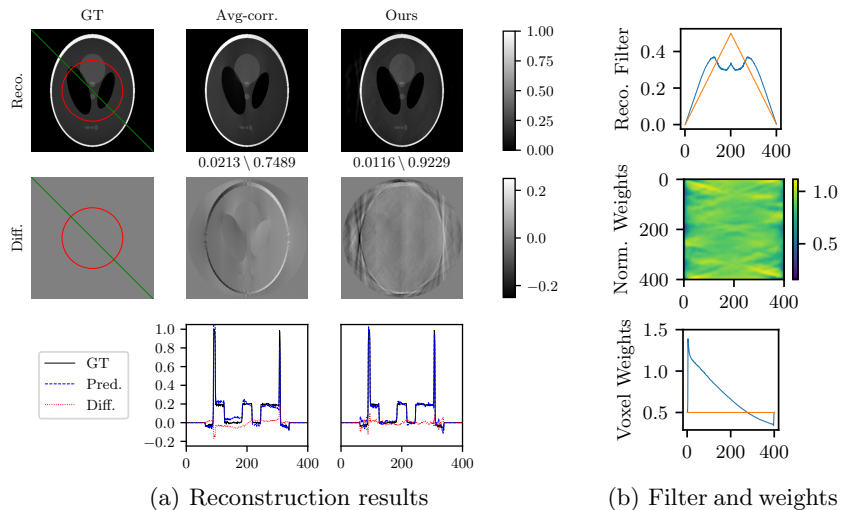 GT Avg-corr. Ours
Reco.
1.00
0.75
0.50
0.25
0.00
0.0213 \ 0.7489 0.0116 \ 0.9229
Diff.
0.2
0.0
−0.2
GT
Pred.
Diff.
1.0
0.8
0.6
0.4
0.2
0.0
−0.2
0 200 400
0 200 400
(a) Reconstruction results
Reco. Filter
0.4
0.2
0.0
0 200 400
Norm. Weights
0
200
400
0 200 400
1.0
0.5
Voxel Weights
1.5
1.0
0.5
0 200 400
(b) Filter and weights